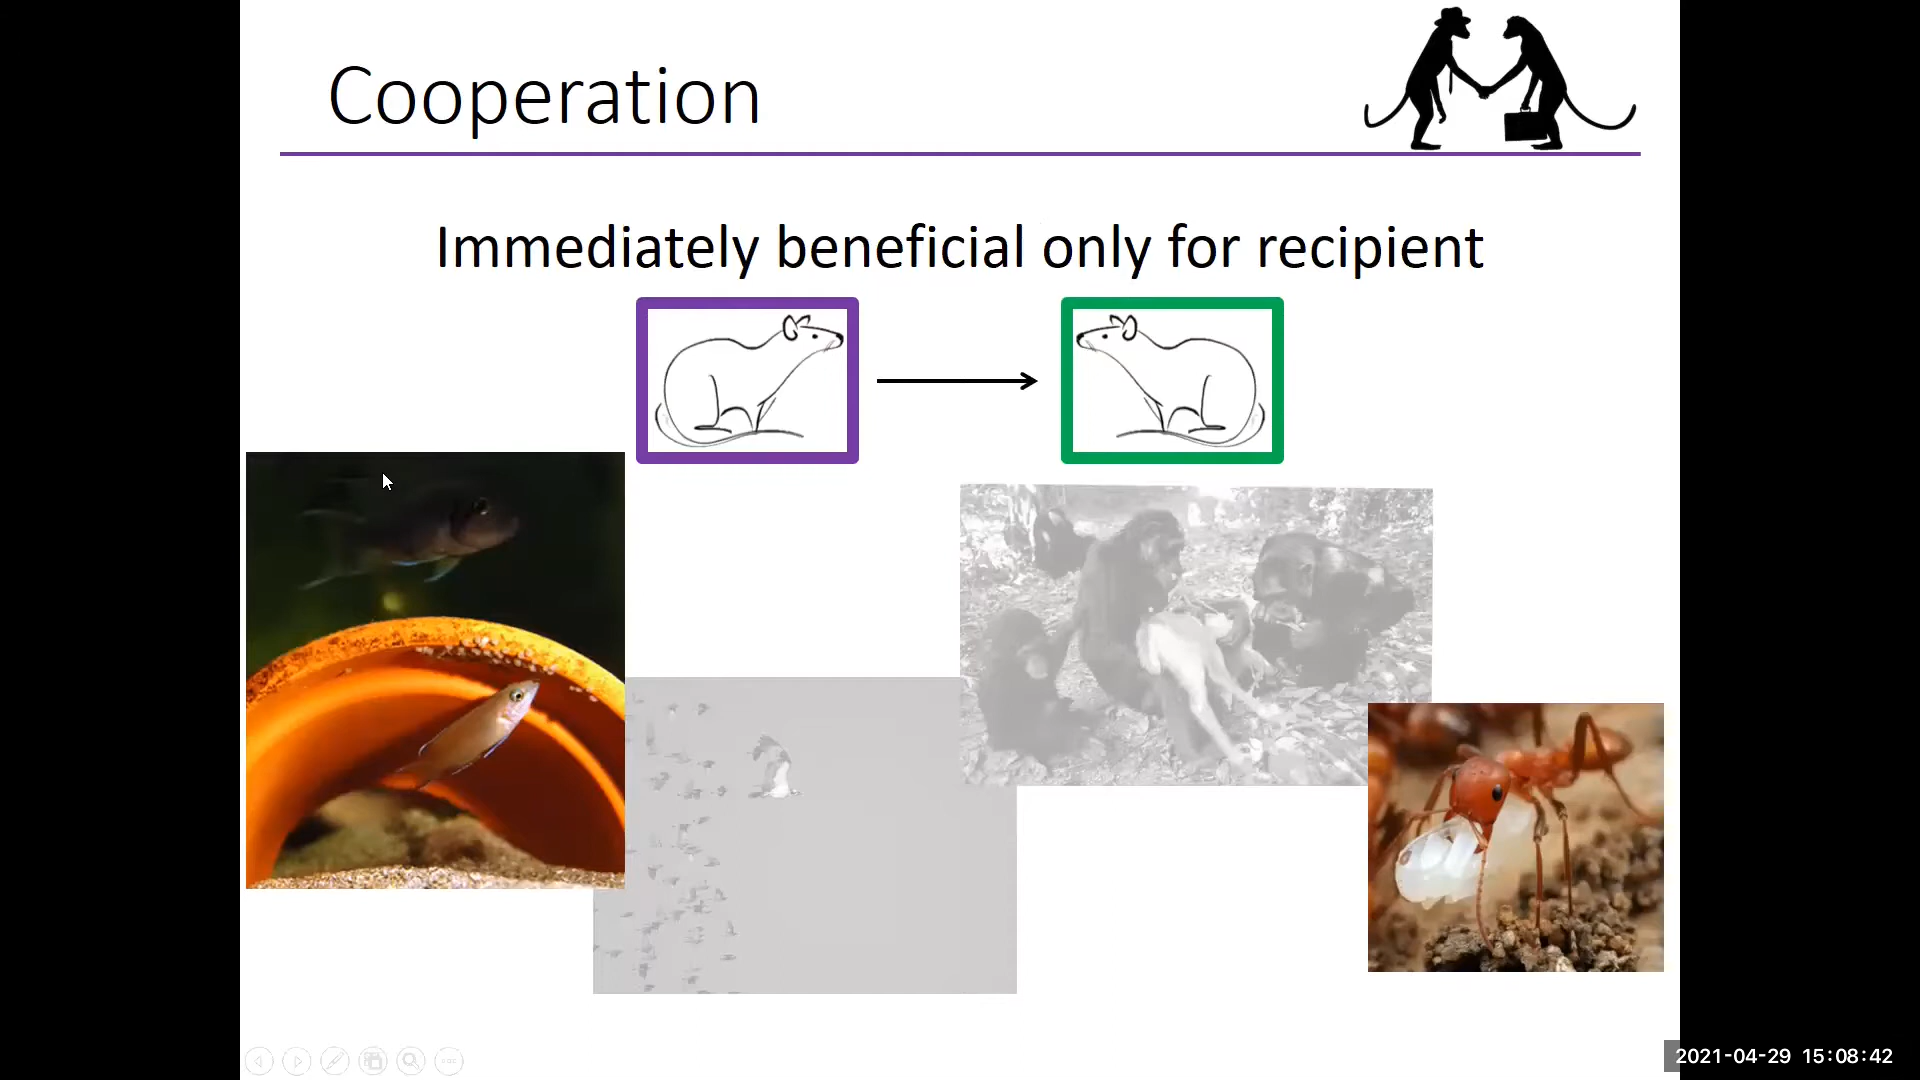 Cooperation
Immediately beneficial only for recipient
2021-04-29 15:08:42